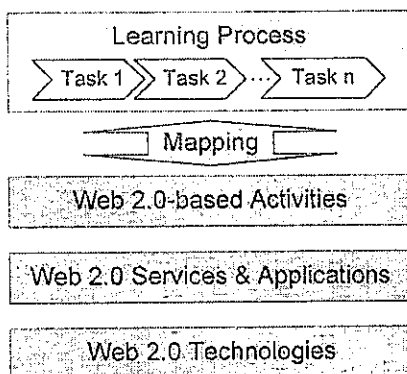 Learning Process
Task 1 Task 2 ... Task n
Mapping
Web 2.0-based Activities
Web 2.0 Services & Applications
Web 2.0 Technologies